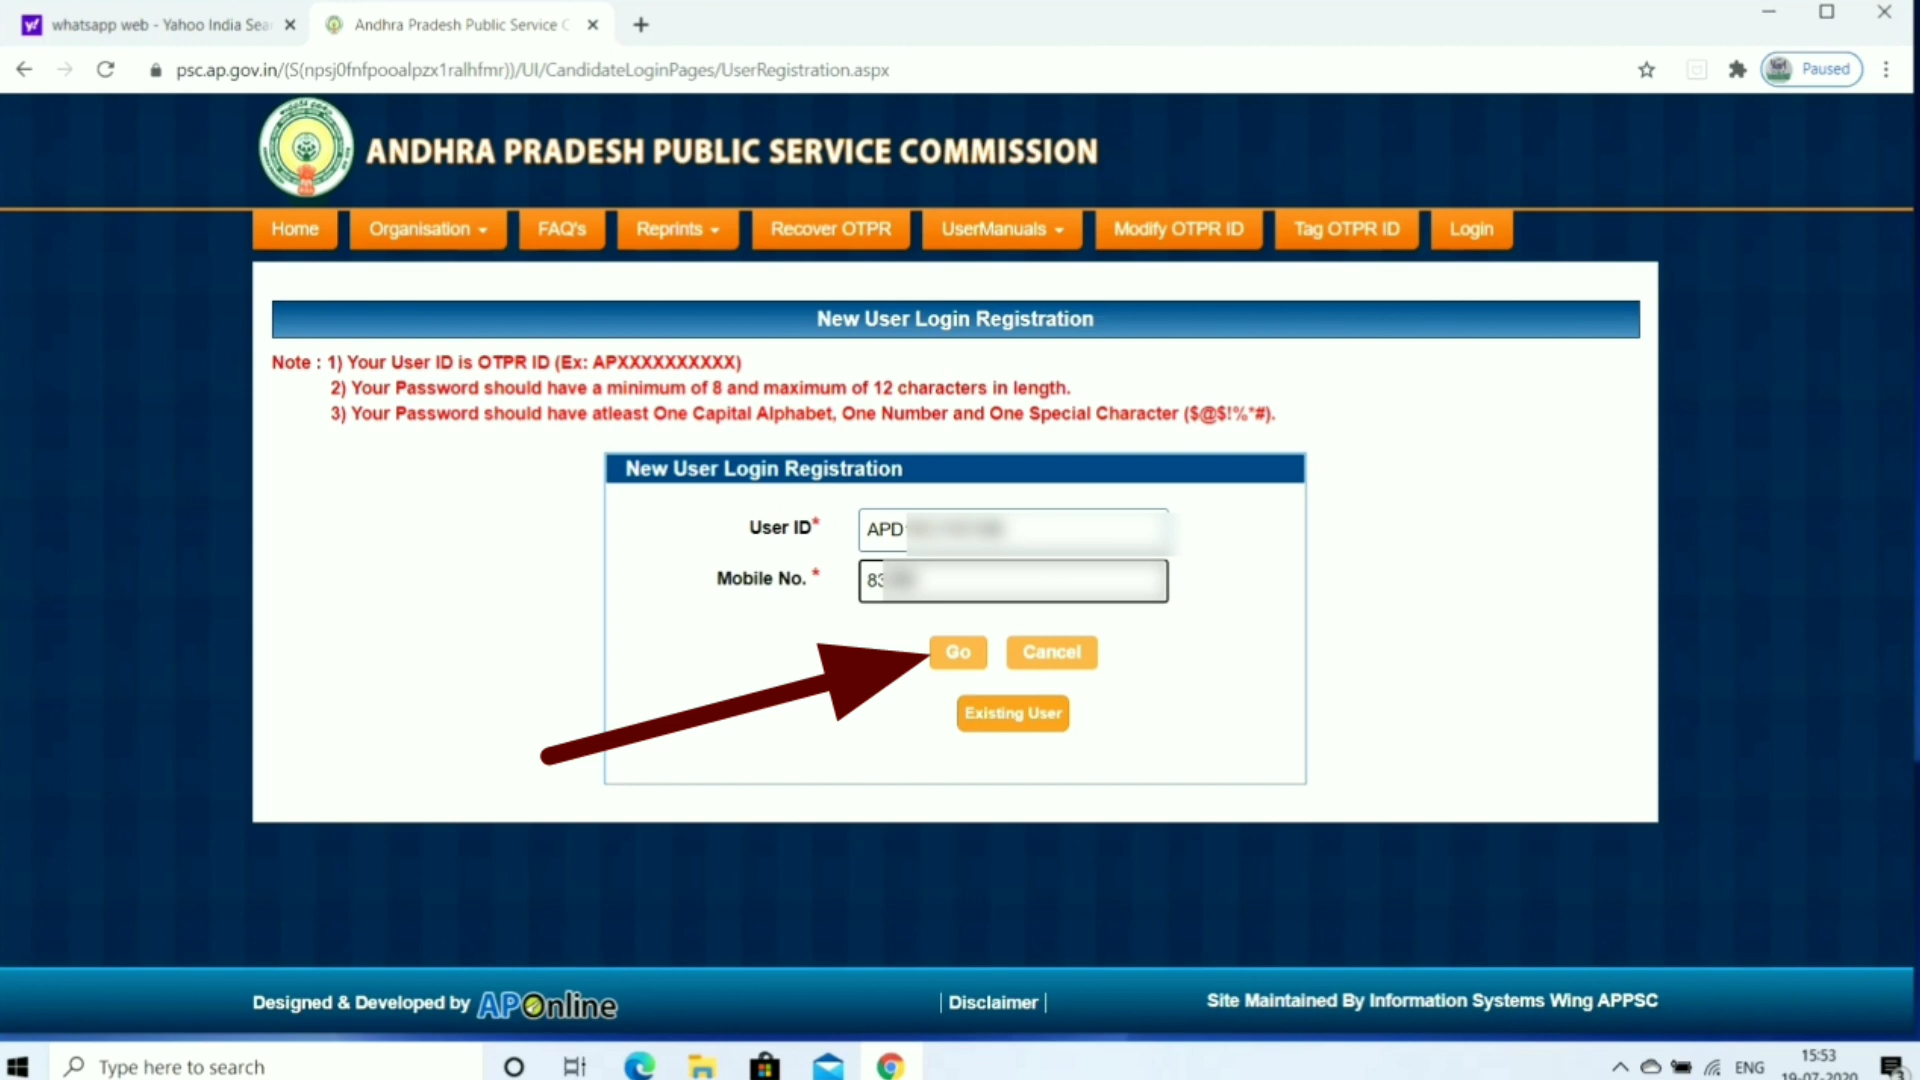 whatsapp web - Yahoo India Sea
Andhra Pradesh Public Service C
psc.ap.gov.in/(S(npsj0fnfpooalpzx1ralhfmr))/UI/CandidateLoginPages/UserRegistration.aspx
Paused
ANDHRA PRADESH PUBLIC SERVICE COMMISSION
Home Organisation FAQ's Reprints Recover OTPR UserManuals Modify OTPR ID Tag OTPR ID Login
New User Login Registration
Note : 1) Your User ID is OTPR ID (Ex: APXXXXXXXXXX)
2) Your Password should have a minimum of 8 and maximum of 12 characters in length.
3) Your Password should have atleast One Capital Alphabet, One Number and One Special Character ($@$!%*#).
New User Login Registration
User ID* APD
Mobile No. * 83
Go Cancel
Existing User
Designed & Developed by APOnline | Disclaimer | Site Maintained By Information Systems Wing APPSC
Type here to search
ENG 15:53
19-07-2020
3